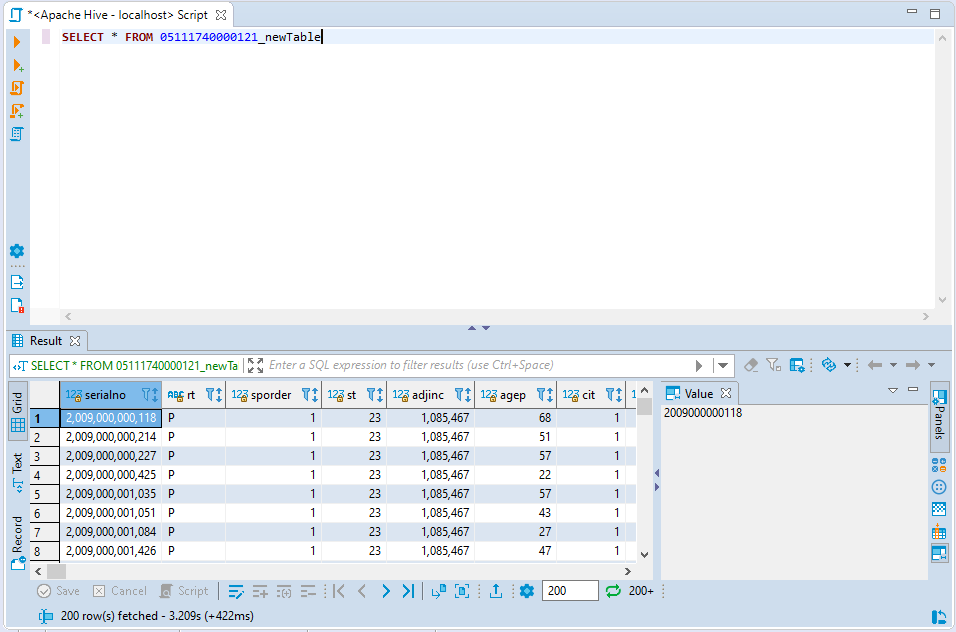 *<Apache Hive - localhost> Script
SELECT * FROM 05111740000121_newTable
Result
SELECT * FROM 05111740000121_newTa Enter a SQL expression to filter results (use Ctrl+Space)
Grid
Text
Record
123 serialno ABC rt 123 sporder 123 st 123 adjinc 123 agep 123 cit 1
1 2,009,000,000,118 P 1 23 1,085,467 68 1
2 2,009,000,000,214 P 1 23 1,085,467 51 1
3 2,009,000,000,227 P 1 23 1,085,467 57 1
4 2,009,000,000,425 P 1 23 1,085,467 22 1
5 2,009,000,001,035 P 1 23 1,085,467 57 1
6 2,009,000,001,051 P 1 23 1,085,467 43 1
7 2,009,000,001,084 P 1 23 1,085,467 27 1
8 2,009,000,001,426 P 1 23 1,085,467 47 1
Value
2009000000118
Panels
Save Cancel Script 200 200+
200 row(s) fetched - 3.209s (+422ms)